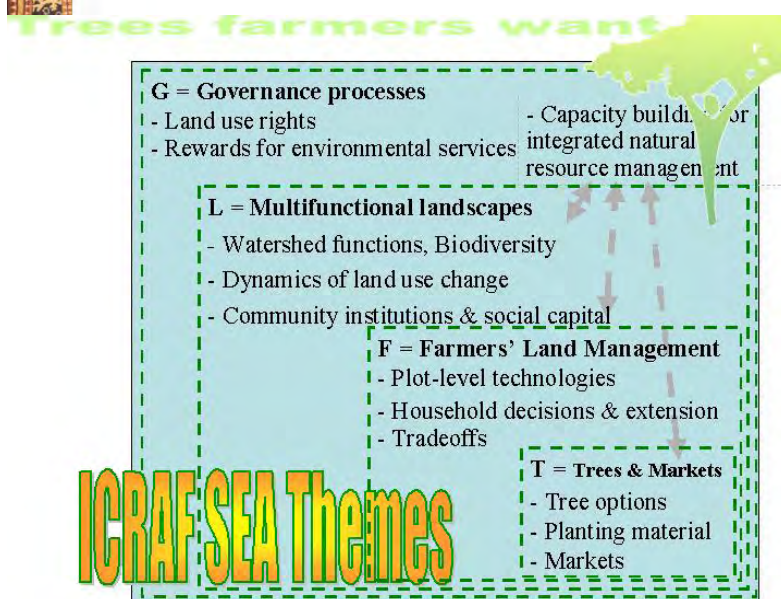 Trees farmers want
G = Governance processes
- Land use rights
- Rewards for environmental services
- Capacity building for
integrated natural
resource management
L = Multifunctional landscapes
- Watershed functions, Biodiversity
- Dynamics of land use change
- Community institutions & social capital
F = Farmers’ Land Management
- Plot-level technologies
- Household decisions & extension
- Tradeoffs
T = Trees & Markets
- Tree options
- Planting material
- Markets
ICRAF SEA Themes